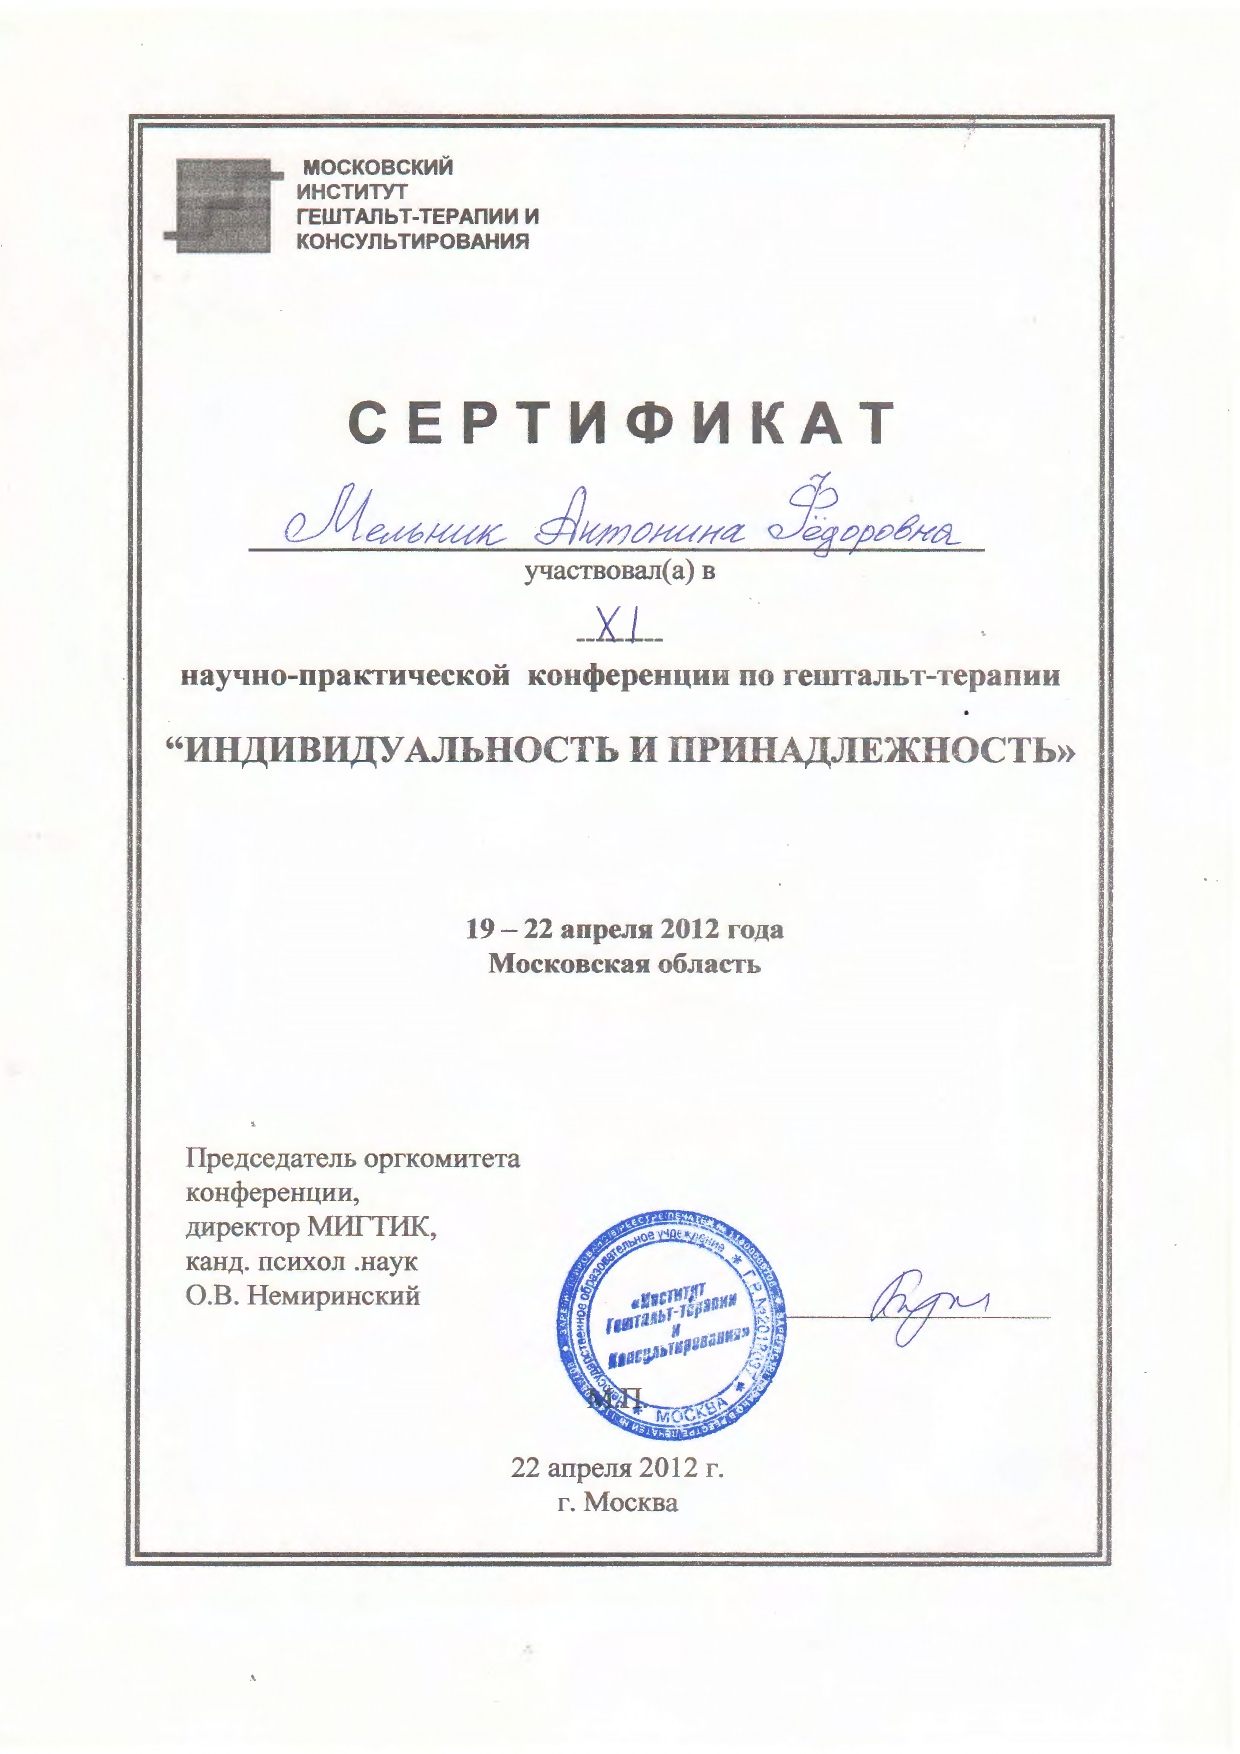 МОСКОВСКИЙ
ИНСТИТУТ
ГЕШТАЛЬТ-ТЕРАПИИ И
КОНСУЛЬТИРОВАНИЯ
СЕРТИФИКАТ
Мельник Антонина Фёдоровна
участвовал(а) в
XI
научно-практической конференции по гештальт-терапии
“ИНДИВИДУАЛЬНОСТЬ И ПРИНАДЛЕЖНОСТЬ»
19 – 22 апреля 2012 года
Московская область
Председатель оргкомитета
конференции,
директор МИГТИК,
канд. психол .наук
О.В. Немиринский
«Институт
Гештальт-терапии
и
Консультирования»
МОСКВА
М.П.
22 апреля 2012 г.
г. Москва